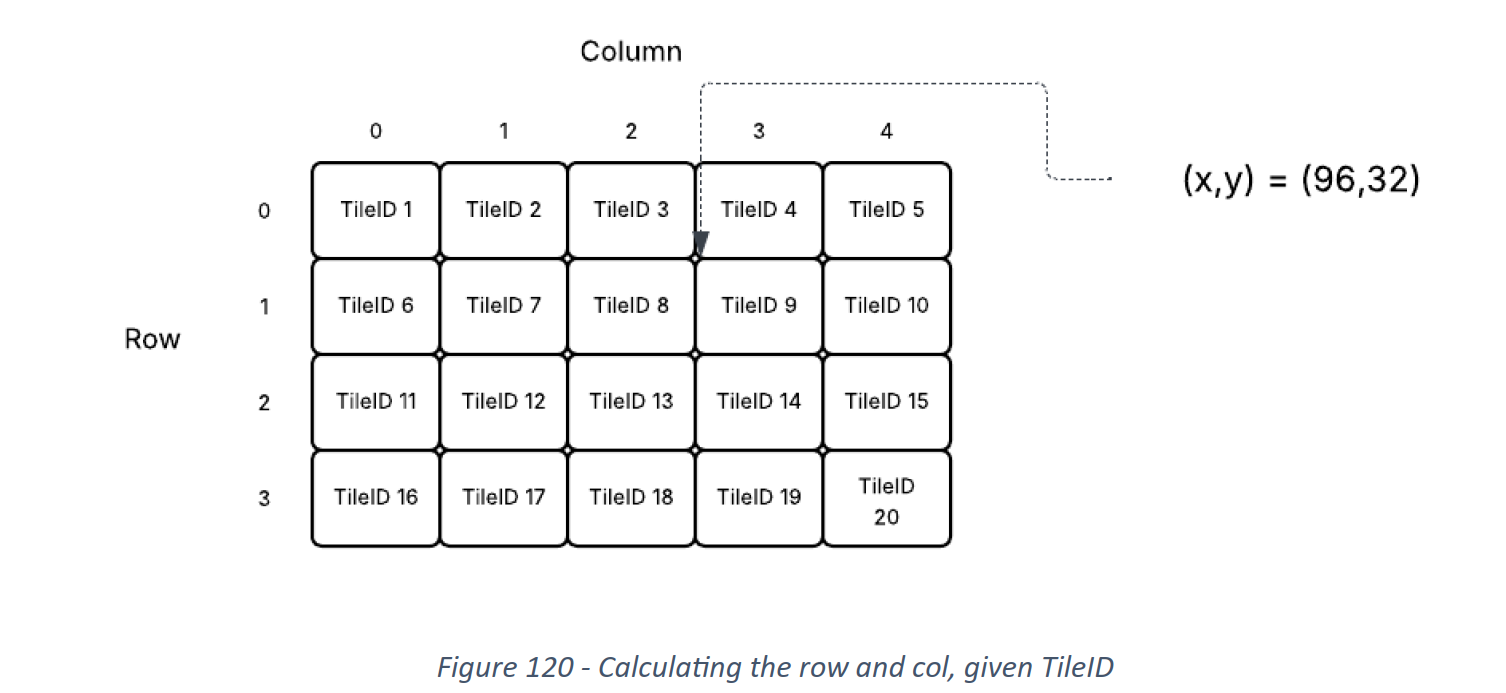 Column
0 1 2 3 4
(x,y) = (96,32)
0 TileID 1 TileID 2 TileID 3 TileID 4 TileID 5
1 TileID 6 TileID 7 TileID 8 TileID 9 TileID 10
Row
2 TileID 11 TileID 12 TileID 13 TileID 14 TileID 15
3 TileID 16 TileID 17 TileID 18 TileID 19 TileID
20
Figure 120 - Calculating the row and col, given TileID